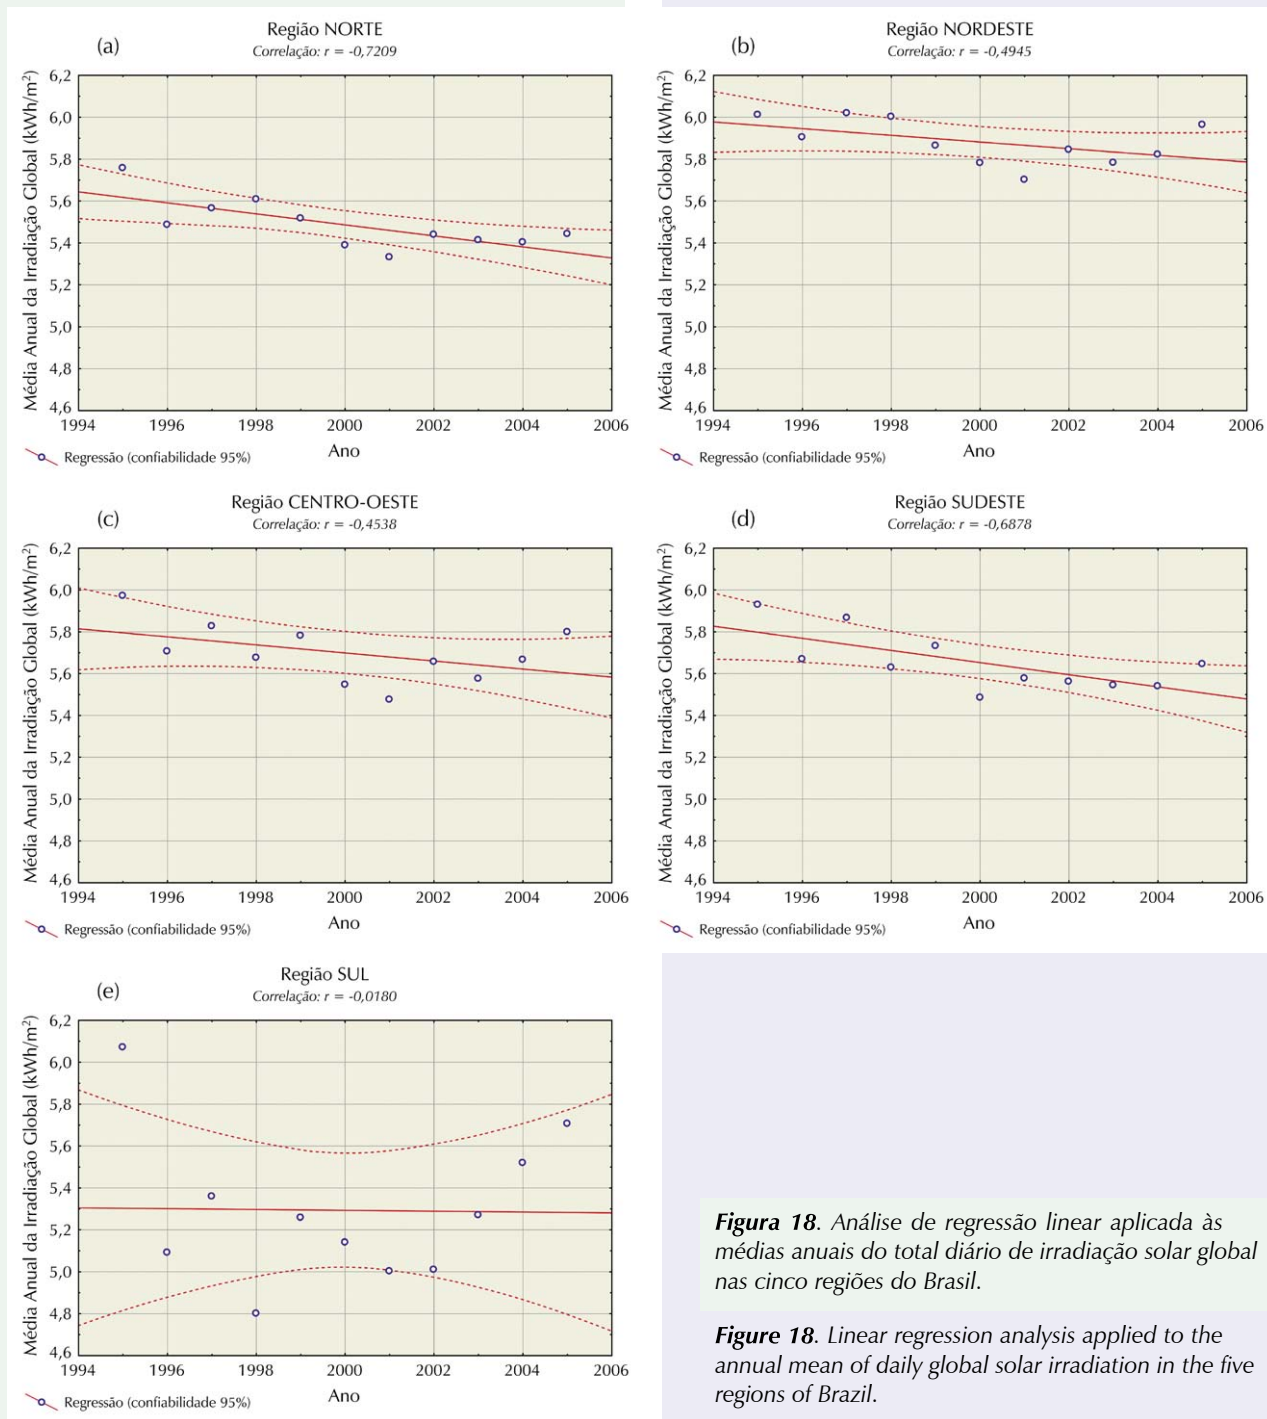 Região NORTE
(a)
Correlação: r = -0,7209
Média Anual da Irradiação Global (kWh/m²)
6,2
6,0
5,8
5,6
5,4
5,2
5,0
4,8
4,6
1994 1996 1998 2000 2002 2004 2006
Ano
Regressão (confiabilidade 95%)
Região NORDESTE
(b)
Correlação: r = -0,4945
Média Anual da Irradiação Global (kWh/m²)
6,2
6,0
5,8
5,6
5,4
5,2
5,0
4,8
4,6
1994 1996 1998 2000 2002 2004 2006
Ano
Regressão (confiabilidade 95%)
Região CENTRO-OESTE
(c)
Correlação: r = -0,4538
Média Anual da Irradiação Global (kWh/m²)
6,2
6,0
5,8
5,6
5,4
5,2
5,0
4,8
4,6
1994 1996 1998 2000 2002 2004 2006
Ano
Regressão (confiabilidade 95%)
Região SUDESTE
(d)
Correlação: r = -0,6878
Média Anual da Irradiação Global (kWh/m²)
6,2
6,0
5,8
5,6
5,4
5,2
5,0
4,8
4,6
1994 1996 1998 2000 2002 2004 2006
Ano
Regressão (confiabilidade 95%)
Região SUL
(e)
Correlação: r = -0,0180
Média Anual da Irradiação Global (kWh/m²)
6,2
6,0
5,8
5,6
5,4
5,2
5,0
4,8
4,6
1994 1996 1998 2000 2002 2004 2006
Ano
Regressão (confiabilidade 95%)
Figura 18. Análise de regressão linear aplicada às
médias anuais do total diário de irradiação solar global
nas cinco regiões do Brasil.
Figure 18. Linear regression analysis applied to the
annual mean of daily global solar irradiation in the five
regions of Brazil.